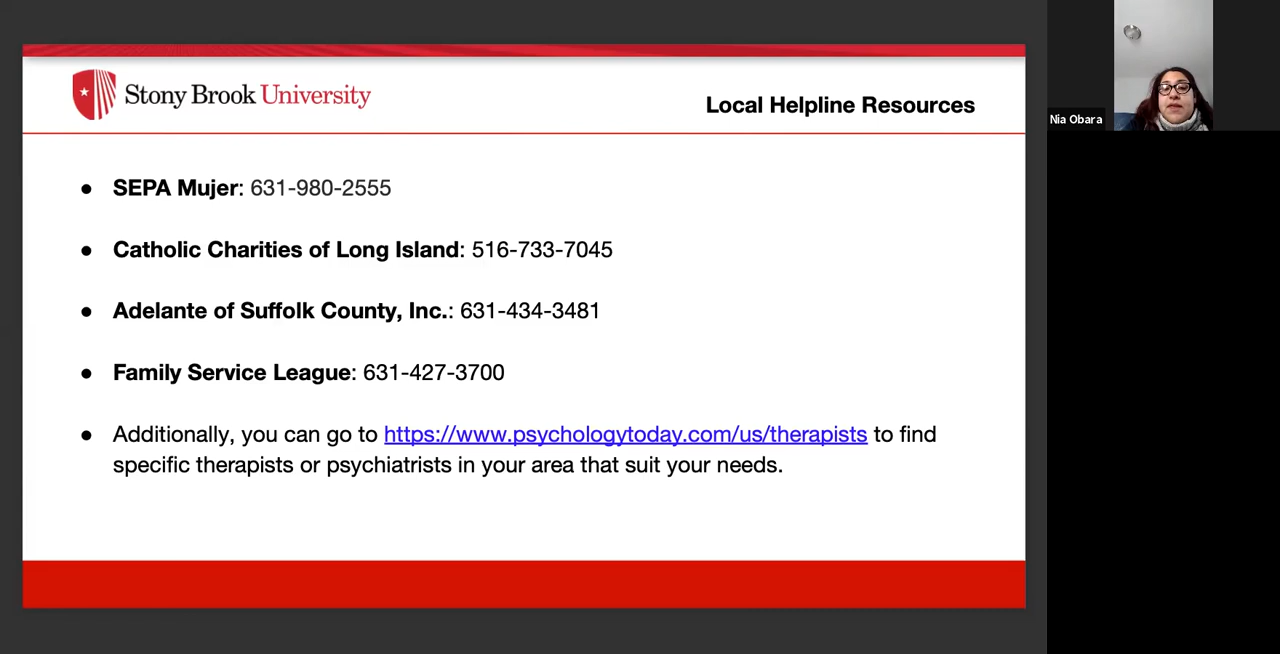 Stony Brook University
Local Helpline Resources
Nia Obara
● SEPA Mujer: 631-980-2555
● Catholic Charities of Long Island: 516-733-7045
● Adelante of Suffolk County, Inc.: 631-434-3481
● Family Service League: 631-427-3700
● Additionally, you can go to https://www.psychologytoday.com/us/therapists to find
specific therapists or psychiatrists in your area that suit your needs.